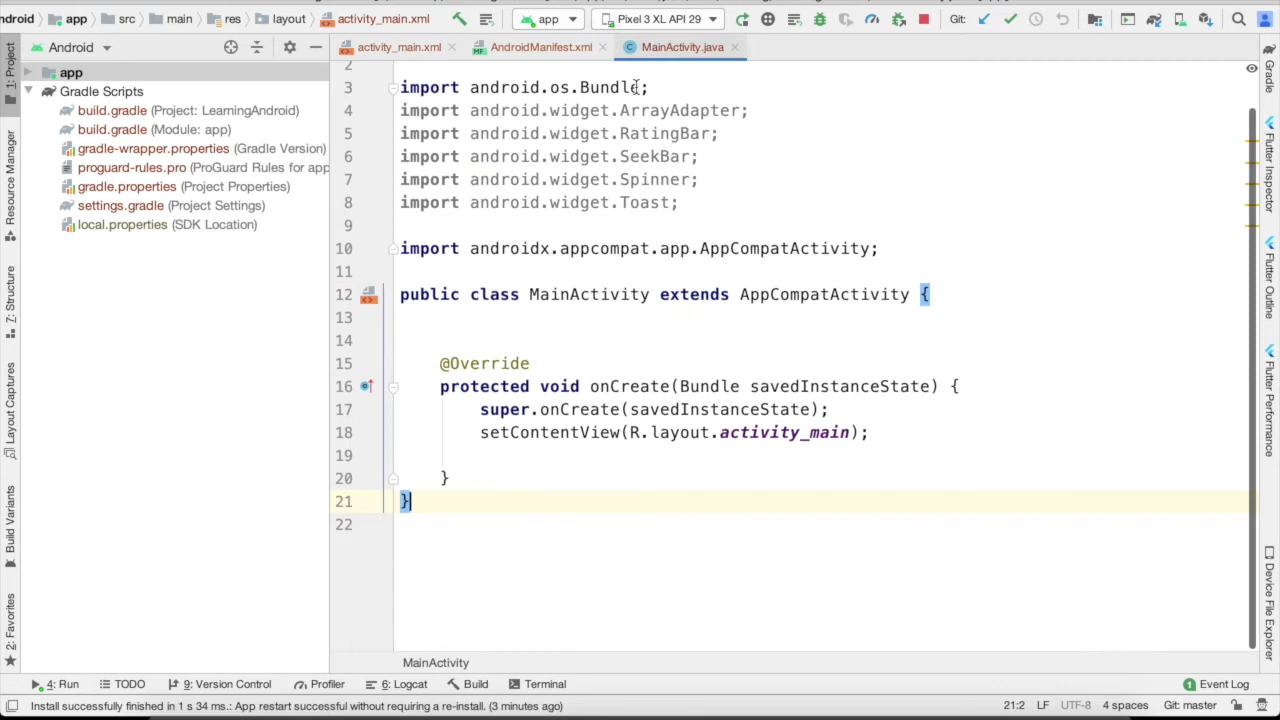 ndroid app src main res layout activity_main.xml app Pixel 3 XL API 29 Git:
1: Project
Resource Manager
7: Structure
Layout Captures
Build Variants
2: Favorites
Android
app
Gradle Scripts
build.gradle (Project: LearningAndroid)
build.gradle (Module: app)
gradle-wrapper.properties (Gradle Version)
proguard-rules.pro (ProGuard Rules for app
gradle.properties (Project Properties)
settings.gradle (Project Settings)
local.properties (SDK Location)
activity_main.xml AndroidManifest.xml MainActivity.java
2
3 import android.os.Bundle;
4 import android.widget.ArrayAdapter;
5 import android.widget.RatingBar;
6 import android.widget.SeekBar;
7 import android.widget.Spinner;
8 import android.widget.Toast;
9
10 import androidx.appcompat.app.AppCompatActivity;
11
12 public class MainActivity extends AppCompatActivity {
13
14
15 @Override
16 protected void onCreate(Bundle savedInstanceState) {
17 super.onCreate(savedInstanceState);
18 setContentView(R.layout.activity_main);
19
20 }
21 }
22
MainActivity
Gradle
Flutter Inspector
Flutter Outline
Flutter Performance
Device File Explorer
4: Run TODO 9: Version Control Profiler 6: Logcat Build Terminal 1 Event Log
Install successfully finished in 1 s 34 ms.: App restart successful without requiring a re-install. (3 minutes ago) 21:2 LF UTF-8 4 spaces Git: master